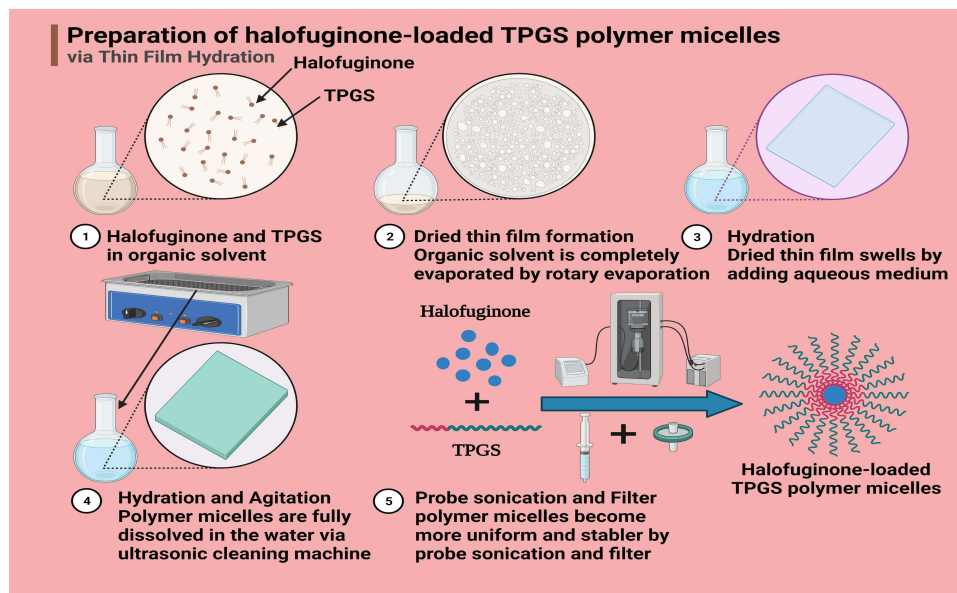 Preparation of halofuginone-loaded TPGS polymer micelles
via Thin Film Hydration
Halofuginone
TPGS
1
Halofuginone and TPGS
in organic solvent
2
Dried thin film formation
Organic solvent is completely
evaporated by rotary evaporation
3
Hydration
Dried thin film swells by
adding aqueous medium
4
Hydration and Agitation
Polymer micelles are fully
dissolved in the water via
ultrasonic cleaning machine
Halofuginone
+
TPGS
+
5
Probe sonication and Filter
polymer micelles become
more uniform and stabler by
probe sonication and filter
Halofuginone-loaded
TPGS polymer micelles